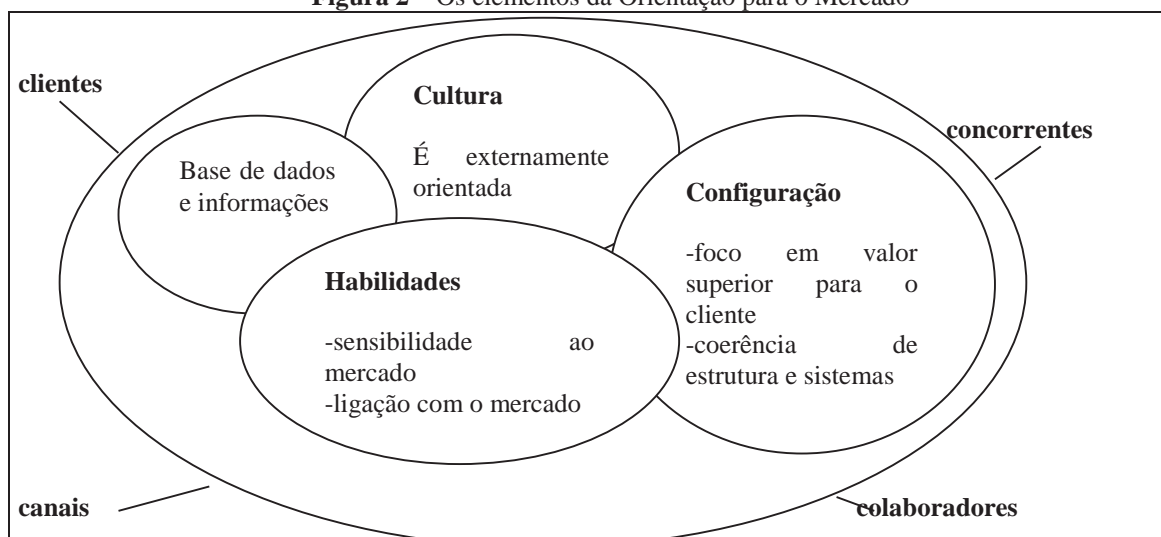 Figura 2 – Os elementos da Orientação para o Mercado
clientes
Cultura
É externamente
orientada
concorrentes
Base de dados
e informações
Configuração
-foco em valor
superior para o
cliente
-coerência de
estrutura e sistemas
Habilidades
-sensibilidade ao
mercado
-ligação com o mercado
canais
colaboradores